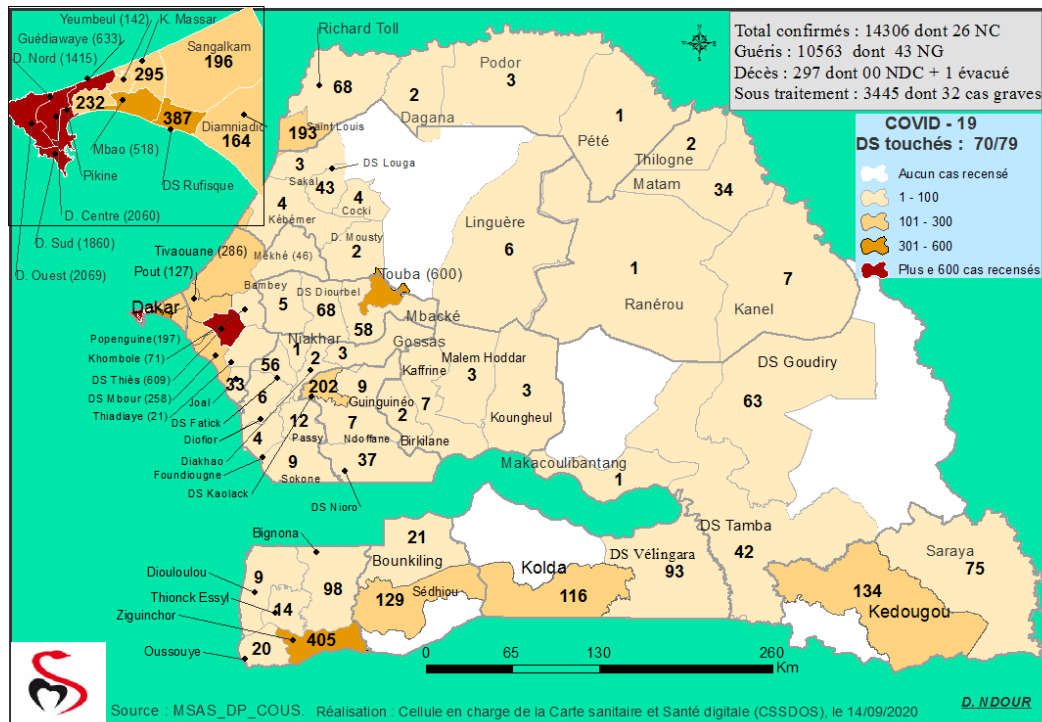 Yeumbeul (142)
K. Massar
Guédiawaye (633)
D. Nord (1415)
Sangalkam
196
295
232
387
Diamniadio
164
Mbao (518)
Pikine
DS Rufisque
D. Centre (2060)
D. Sud (1860)
D. Ouest (2069)
Total confirmés : 14306 dont 26 NC
Guéris : 10563 dont 43 NG
Décès : 297 dont 00 NDC + 1 évacué
Sous traitement : 3445 dont 32 cas graves
COVID - 19
DS touchés : 70/79
Aucun cas recensé
1 - 100
101 - 300
301 - 600
Plus e 600 cas recensés
Richard Toll
68
2
Dagana
Podor
3
1
Pété
2
Thilogne
Matam
34
193
Saint Louis
3
Sakal
DS Louga
43
4
Cocki
4
Kébémer
D. Mousty
2
Mékhé (46)
Linguère
6
1
Ranérou
7
Kanel
Tivaouane (286)
Pout (127)
Dakar
Bambey
5
DS Diourbel
68
Touba (600)
58
Mbacké
Popenguine (197)
Khombole (71)
DS Thiès (609)
DS Mbour (258)
Thiadiaye (21)
Joal
33
DS Fatick
Diofior
Diakhao
Foundiougne
DS Kaolack
Niakhar
1
2
3
Gossas
56
6
4
202
9
Guinguinéo
12
Passy
7
Ndoffane
9
Sokone
37
DS Nioro
Kaffrine
7
2
Birkilane
Malem Hoddar
3
3
Koungheul
DS Goudiry
63
Makacoulibantang
1
DS Tamba
42
Saraya
75
134
Kedougou
Bignona
Diouloulou
9
Thionck Essyl
14
98
Ziguinchor
405
Oussouye
20
21
Bounkiling
Sédhiou
129
Kolda
116
DS Vélingara
93
0 65 130 260
Km
Source : MSAS_DP_COUS. Réalisation : Cellule en charge de la Carte sanitaire et Santé digitale (CSSDOS), le 14/09/2020
D. NDOUR